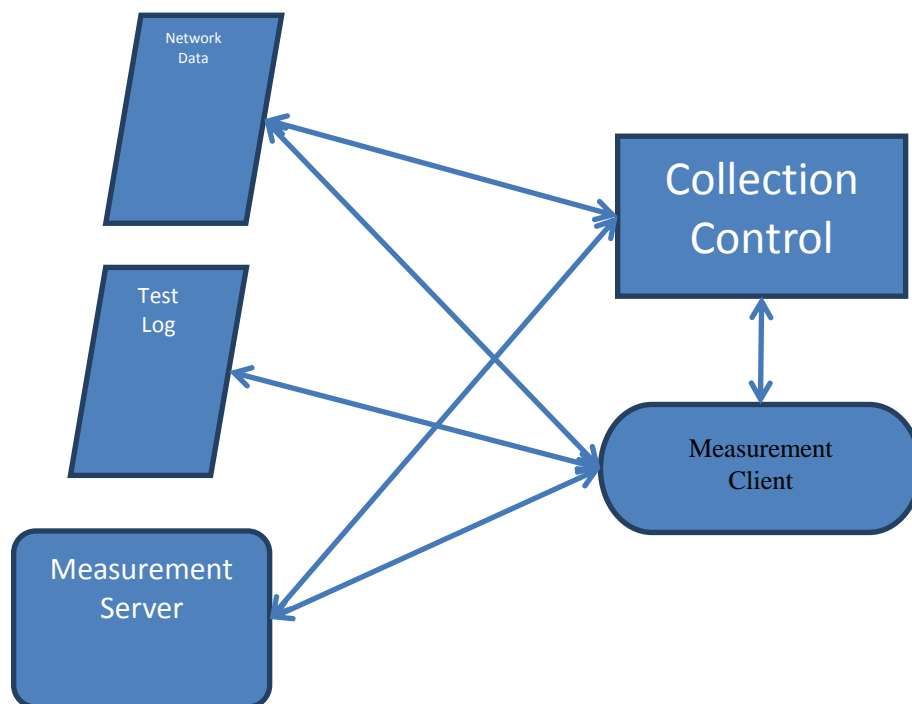 Network
Data
Collection
Control
Test
Log
Measurement
Client
Measurement
Server